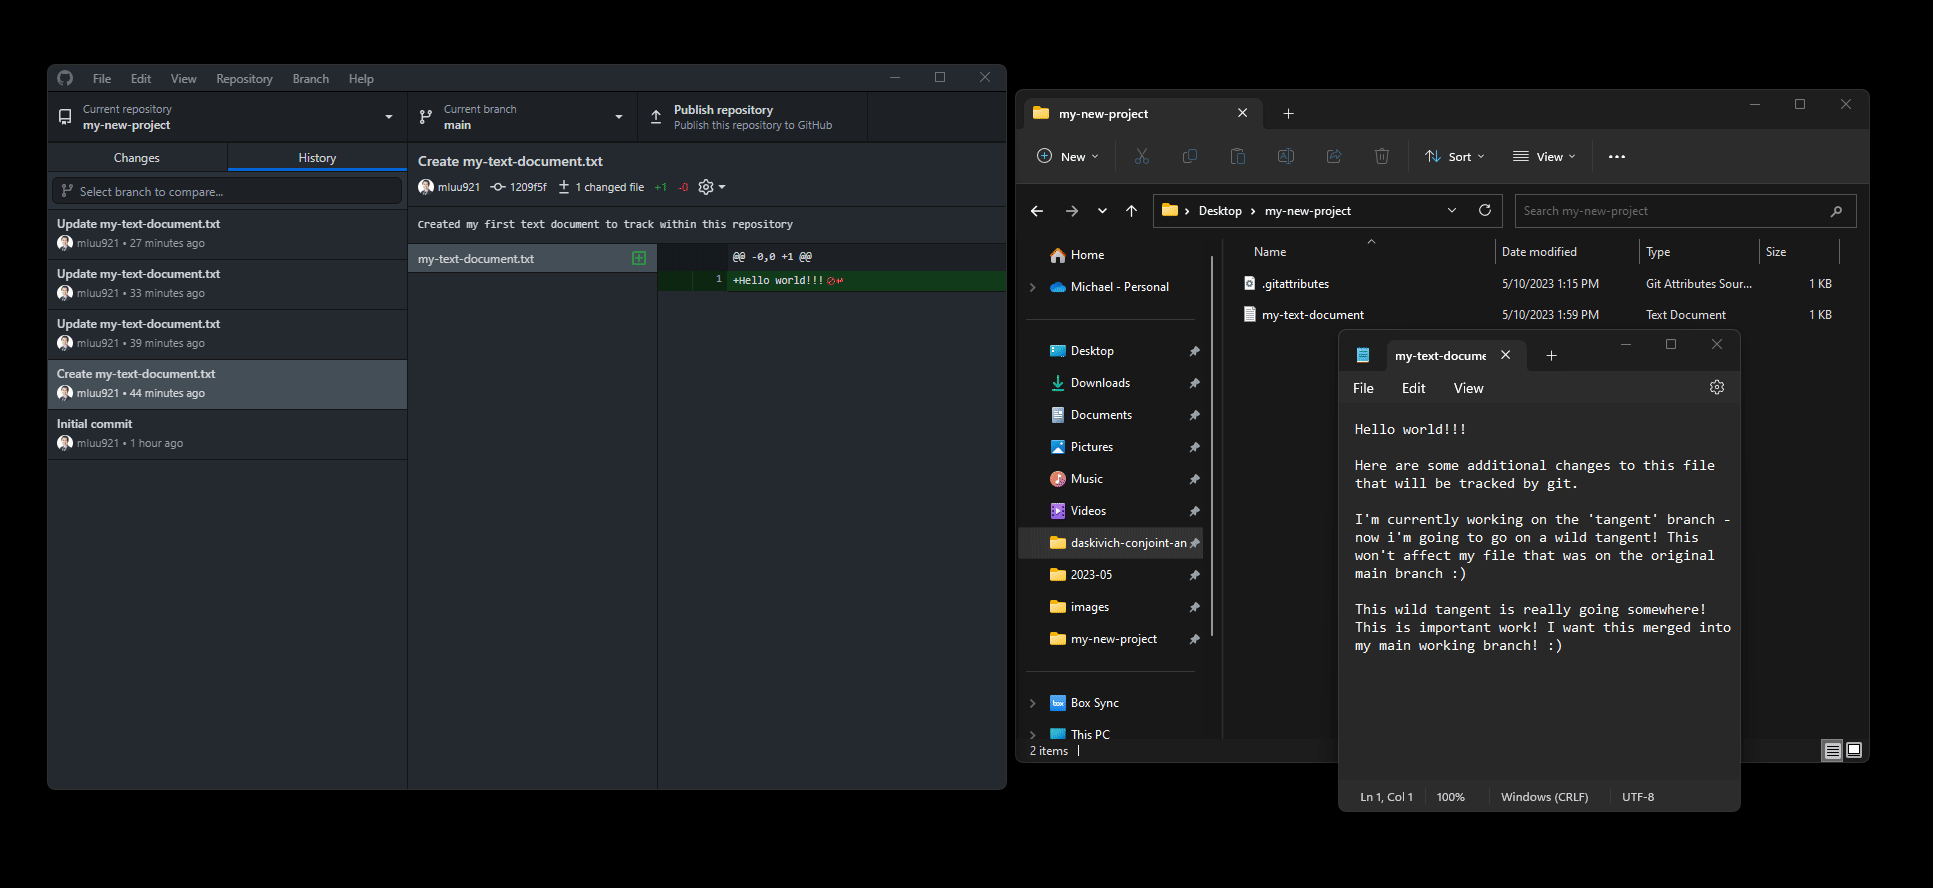 File Edit View Repository Branch Help
Current repository
my-new-project
Current branch
main
Publish repository
Publish this repository to GitHub
Changes
History
Select branch to compare...
Update my-text-document.txt
mluu921 • 27 minutes ago
Update my-text-document.txt
mluu921 • 33 minutes ago
Update my-text-document.txt
mluu921 • 39 minutes ago
Create my-text-document.txt
mluu921 • 44 minutes ago
Initial commit
mluu921 • 1 hour ago
Create my-text-document.txt
mluu921 1209f5f 1 changed file +1 -0
Created my first text document to track within this repository
my-text-document.txt
@@ -0,0 +1 @@
1 +Hello world!!!
my-new-project
New Sort View
Desktop my-new-project
Search my-new-project
Home
Michael - Personal
Desktop
Downloads
Documents
Pictures
Music
Videos
daskivich-conjoint-an
2023-05
images
my-new-project
Box Sync
box
This PC
2 items
Name Date modified Type Size
.gitattributes 5/10/2023 1:15 PM Git Attributes Sour... 1 KB
my-text-document 5/10/2023 1:59 PM Text Document 1 KB
my-text-docume
File Edit View
Hello world!!!
Here are some additional changes to this file
that will be tracked by git.
I'm currently working on the 'tangent' branch -
now i'm going to go on a wild tangent! This
won't affect my file that was on the original
main branch :)
This wild tangent is really going somewhere!
This is important work! I want this merged into
my main working branch! :)
Ln 1, Col 1 100% Windows (CRLF) UTF-8